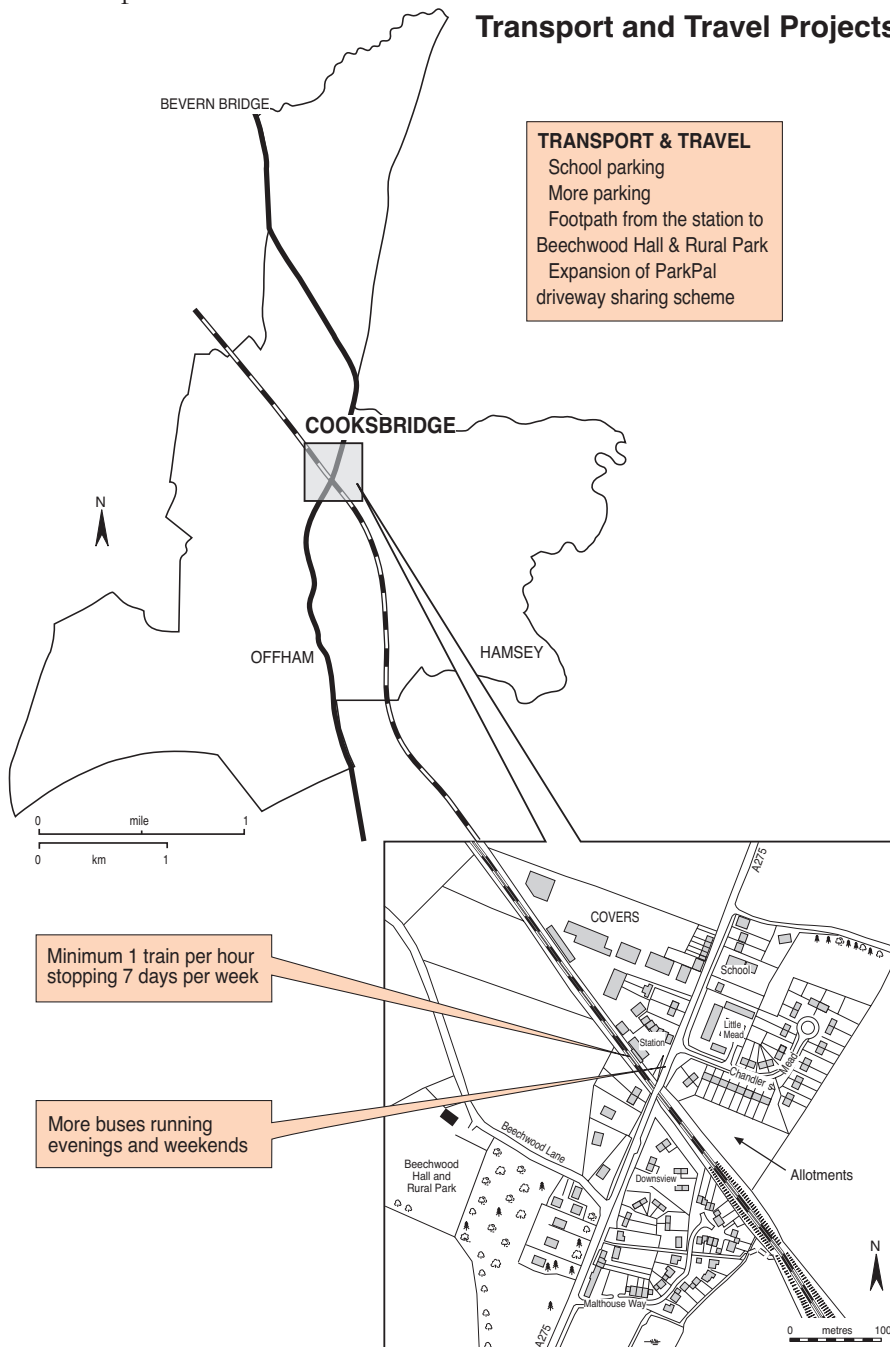 Transport and Travel Projects
BEVERN BRIDGE
TRANSPORT & TRAVEL
School parking
More parking
Footpath from the station to
Beechwood Hall & Rural Park
Expansion of ParkPal
driveway sharing scheme
COOKSBRIDGE
N
OFFHAM
HAMSEY
0 mile 1
0 km 1
A275
COVERS
School
Little
Mead
Station
Chandler's Mead
Minimum 1 train per hour
stopping 7 days per week
More buses running
evenings and weekends
Beechwood Lane
Beechwood
Hall and
Rural Park
Downsview
Allotments
Malthouse Way
A275
N
0 metres 100